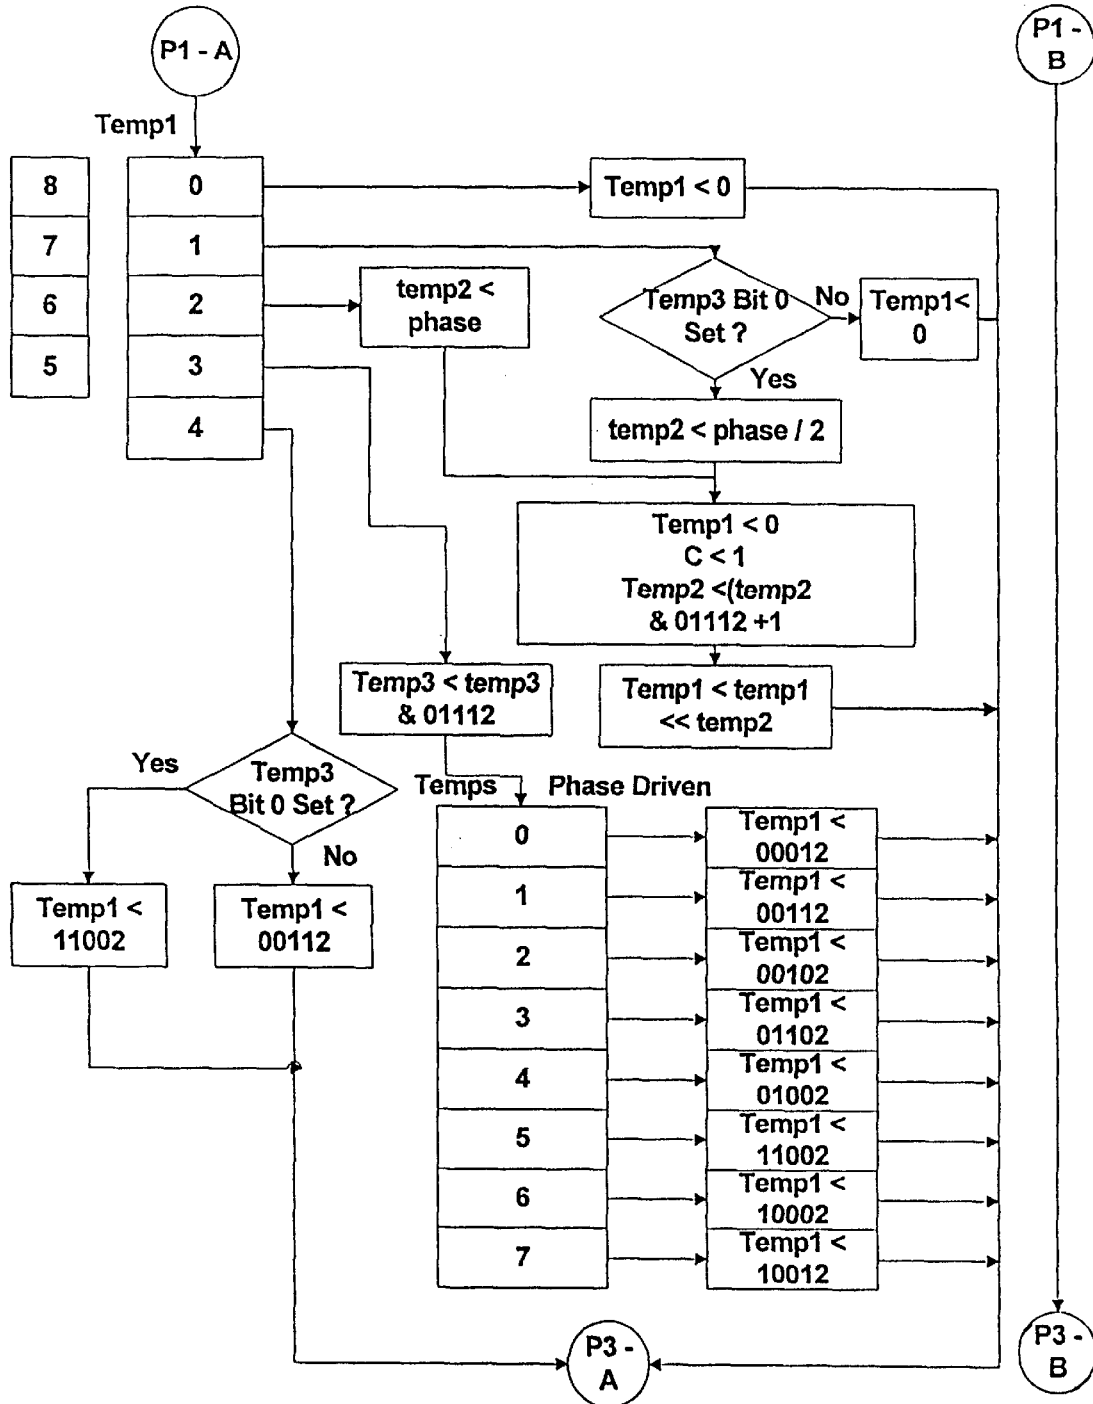 P1 - A
P1 -
B
Temp1
8
7
6
5
0
1
2
3
4
Temp1 < 0
temp2 <
phase
Temp3 Bit 0
Set ?
No
Temp1<
0
Yes
temp2 < phase / 2
Temp1 < 0
C < 1
Temp2 <(temp2
& 01112 +1
Temp3 < temp3
& 01112
Temp1 < temp1
<< temp2
Yes
Temp3
Bit 0 Set ?
No
Temp1 <
11002
Temp1 <
00112
Temps
Phase Driven
0
Temp1 <
00012
1
Temp1 <
00112
2
Temp1 <
00102
3
Temp1 <
01102
4
Temp1 <
01002
5
Temp1 <
11002
6
Temp1 <
10002
7
Temp1 <
10012
P3 -
A
P3 -
B